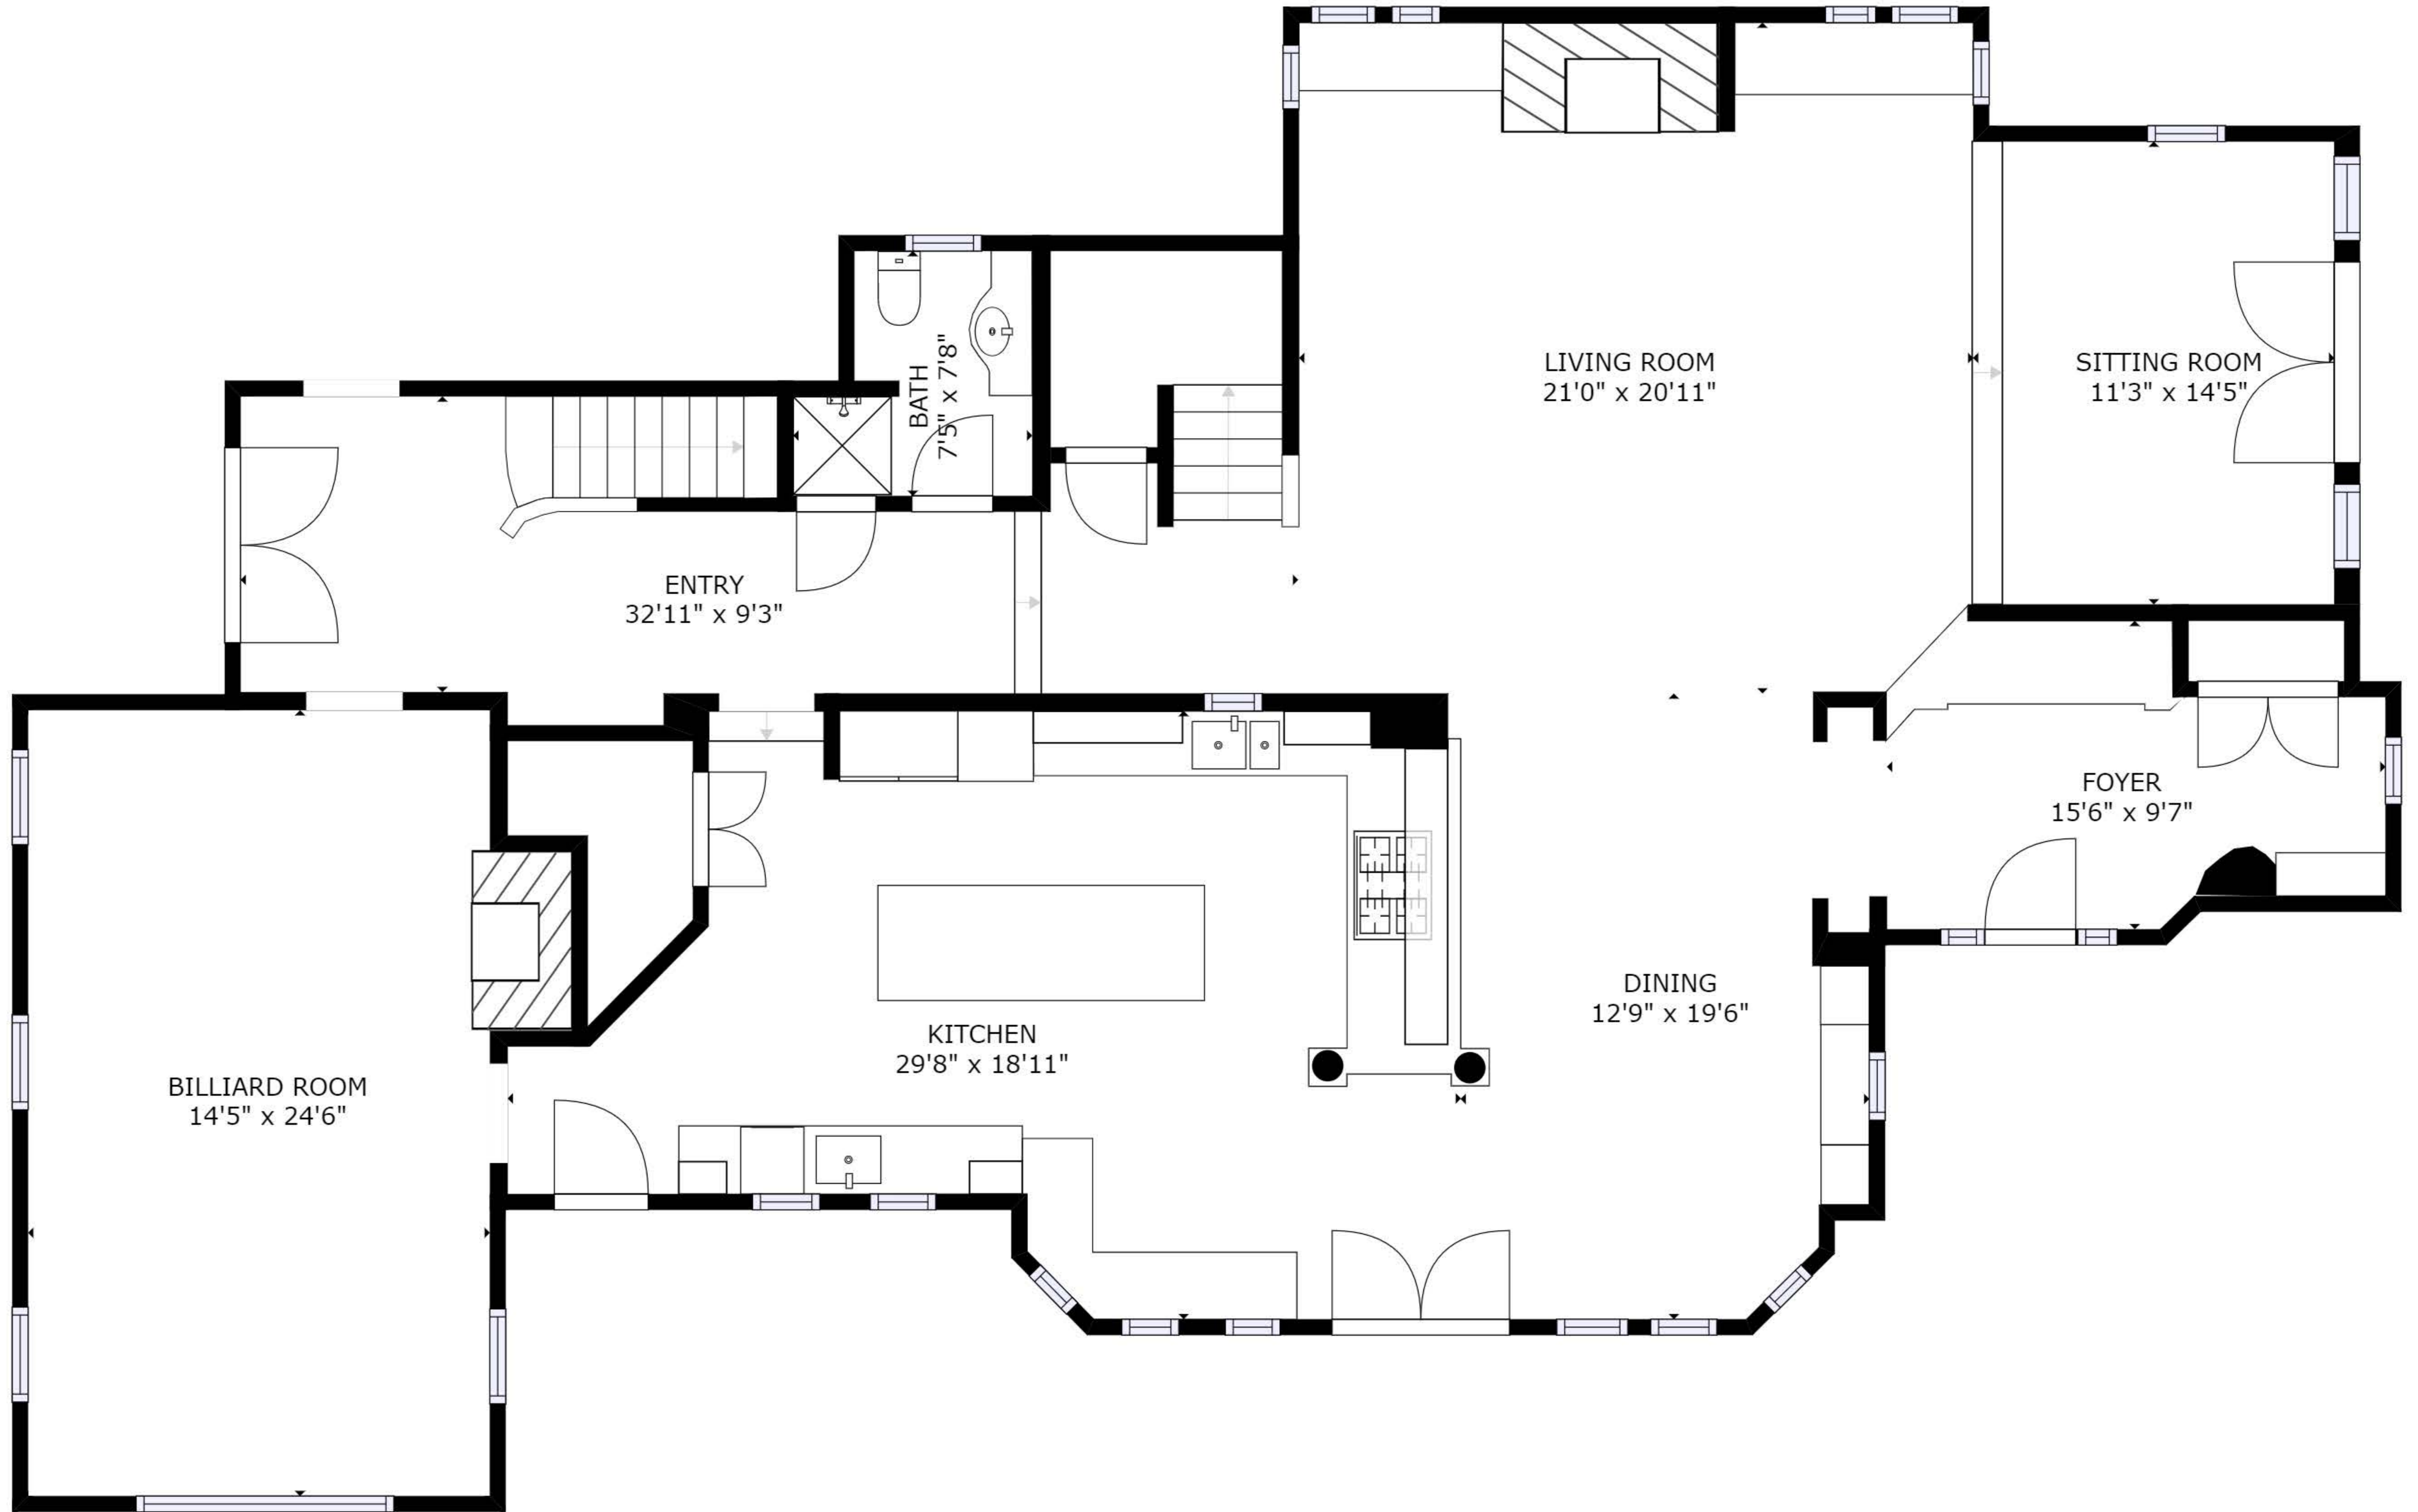 LIVING ROOM
21'0" x 20'11"
SITTING ROOM
11'3" x 14'5"
BATH
7'5" x 7'8"
ENTRY
32'11" x 9'3"
FOYER
15'6" x 9'7"
DINING
12'9" x 19'6"
KITCHEN
29'8" x 18'11"
BILLIARD ROOM
14'5" x 24'6"